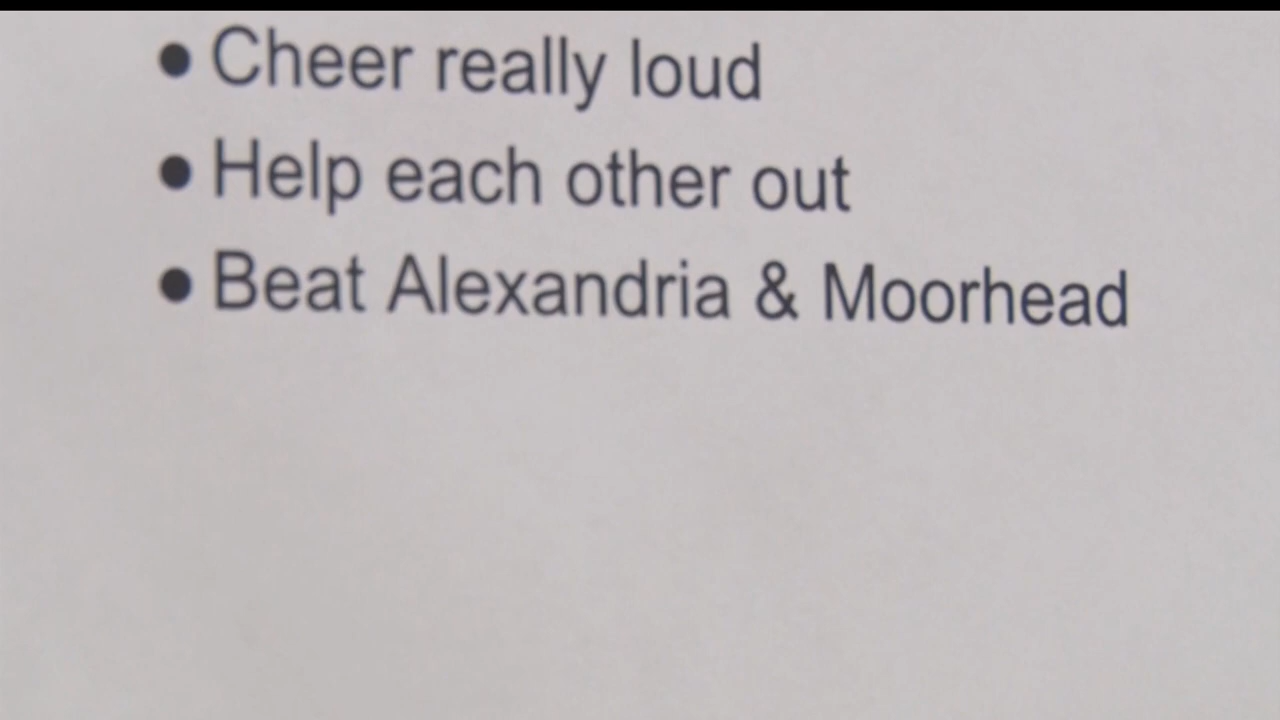 • Cheer really loud
• Help each other out
• Beat Alexandria & Moorhead